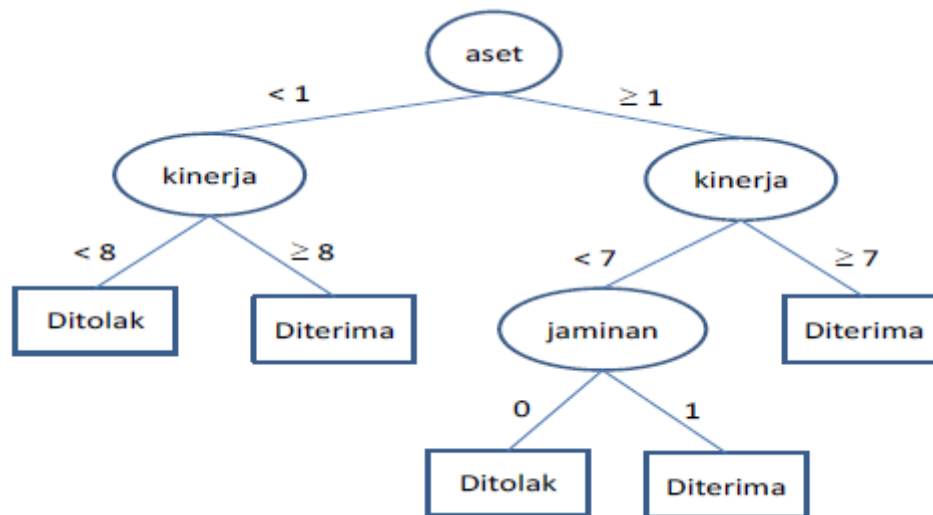 aset
< 1
≥ 1
kinerja
kinerja
< 8
≥ 8
< 7
≥ 7
Ditolak
Diterima
jaminan
Diterima
0
1
Ditolak
Diterima